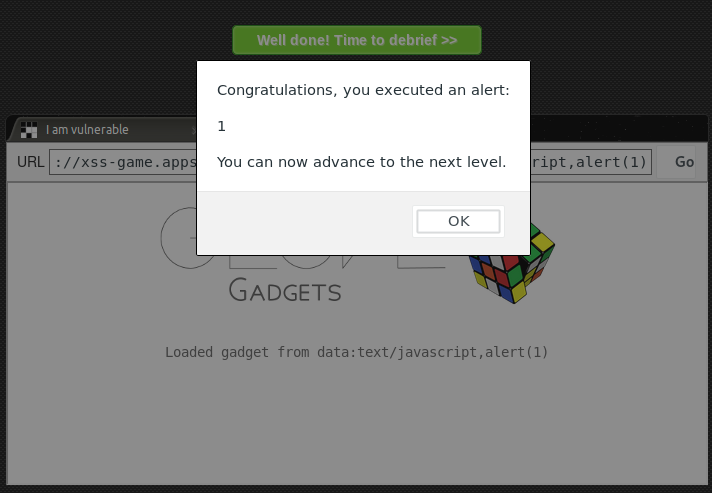 Well done! Time to debrief >>
Congratulations, you executed an alert:
1
You can now advance to the next level.
OK
I am vulnerable
URL ://xss-game.apps ript,alert(1) Go
GADGETS
Loaded gadget from data:text/javascript,alert(1)